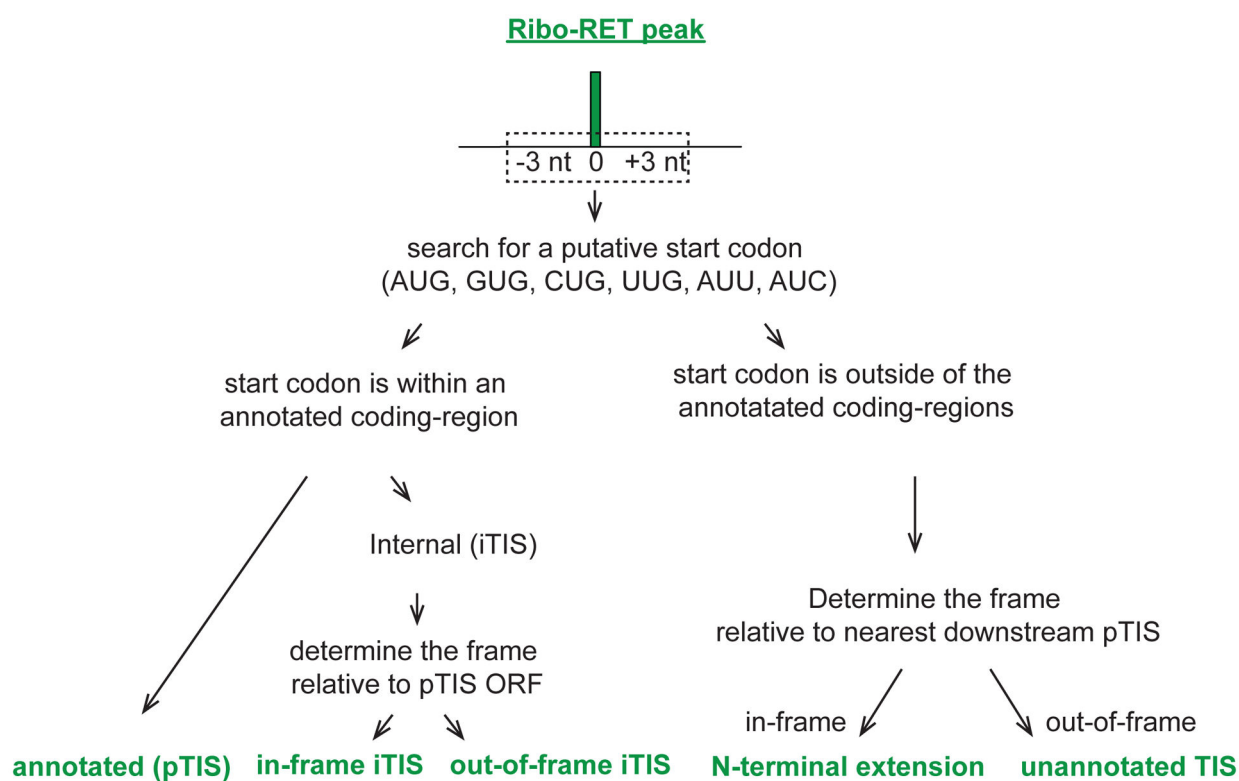 Ribo-RET peak
-3 nt 0 +3 nt
search for a putative start codon
(AUG, GUG, CUG, UUG, AUU, AUC)
start codon is within an
annotated coding-region
start codon is outside of the
annotatated coding-regions
Internal (iTIS)
determine the frame
relative to pTIS ORF
Determine the frame
relative to nearest downstream pTIS
in-frame
out-of-frame
annotated (pTIS)
in-frame iTIS
out-of-frame iTIS
N-terminal extension
unannotated TIS